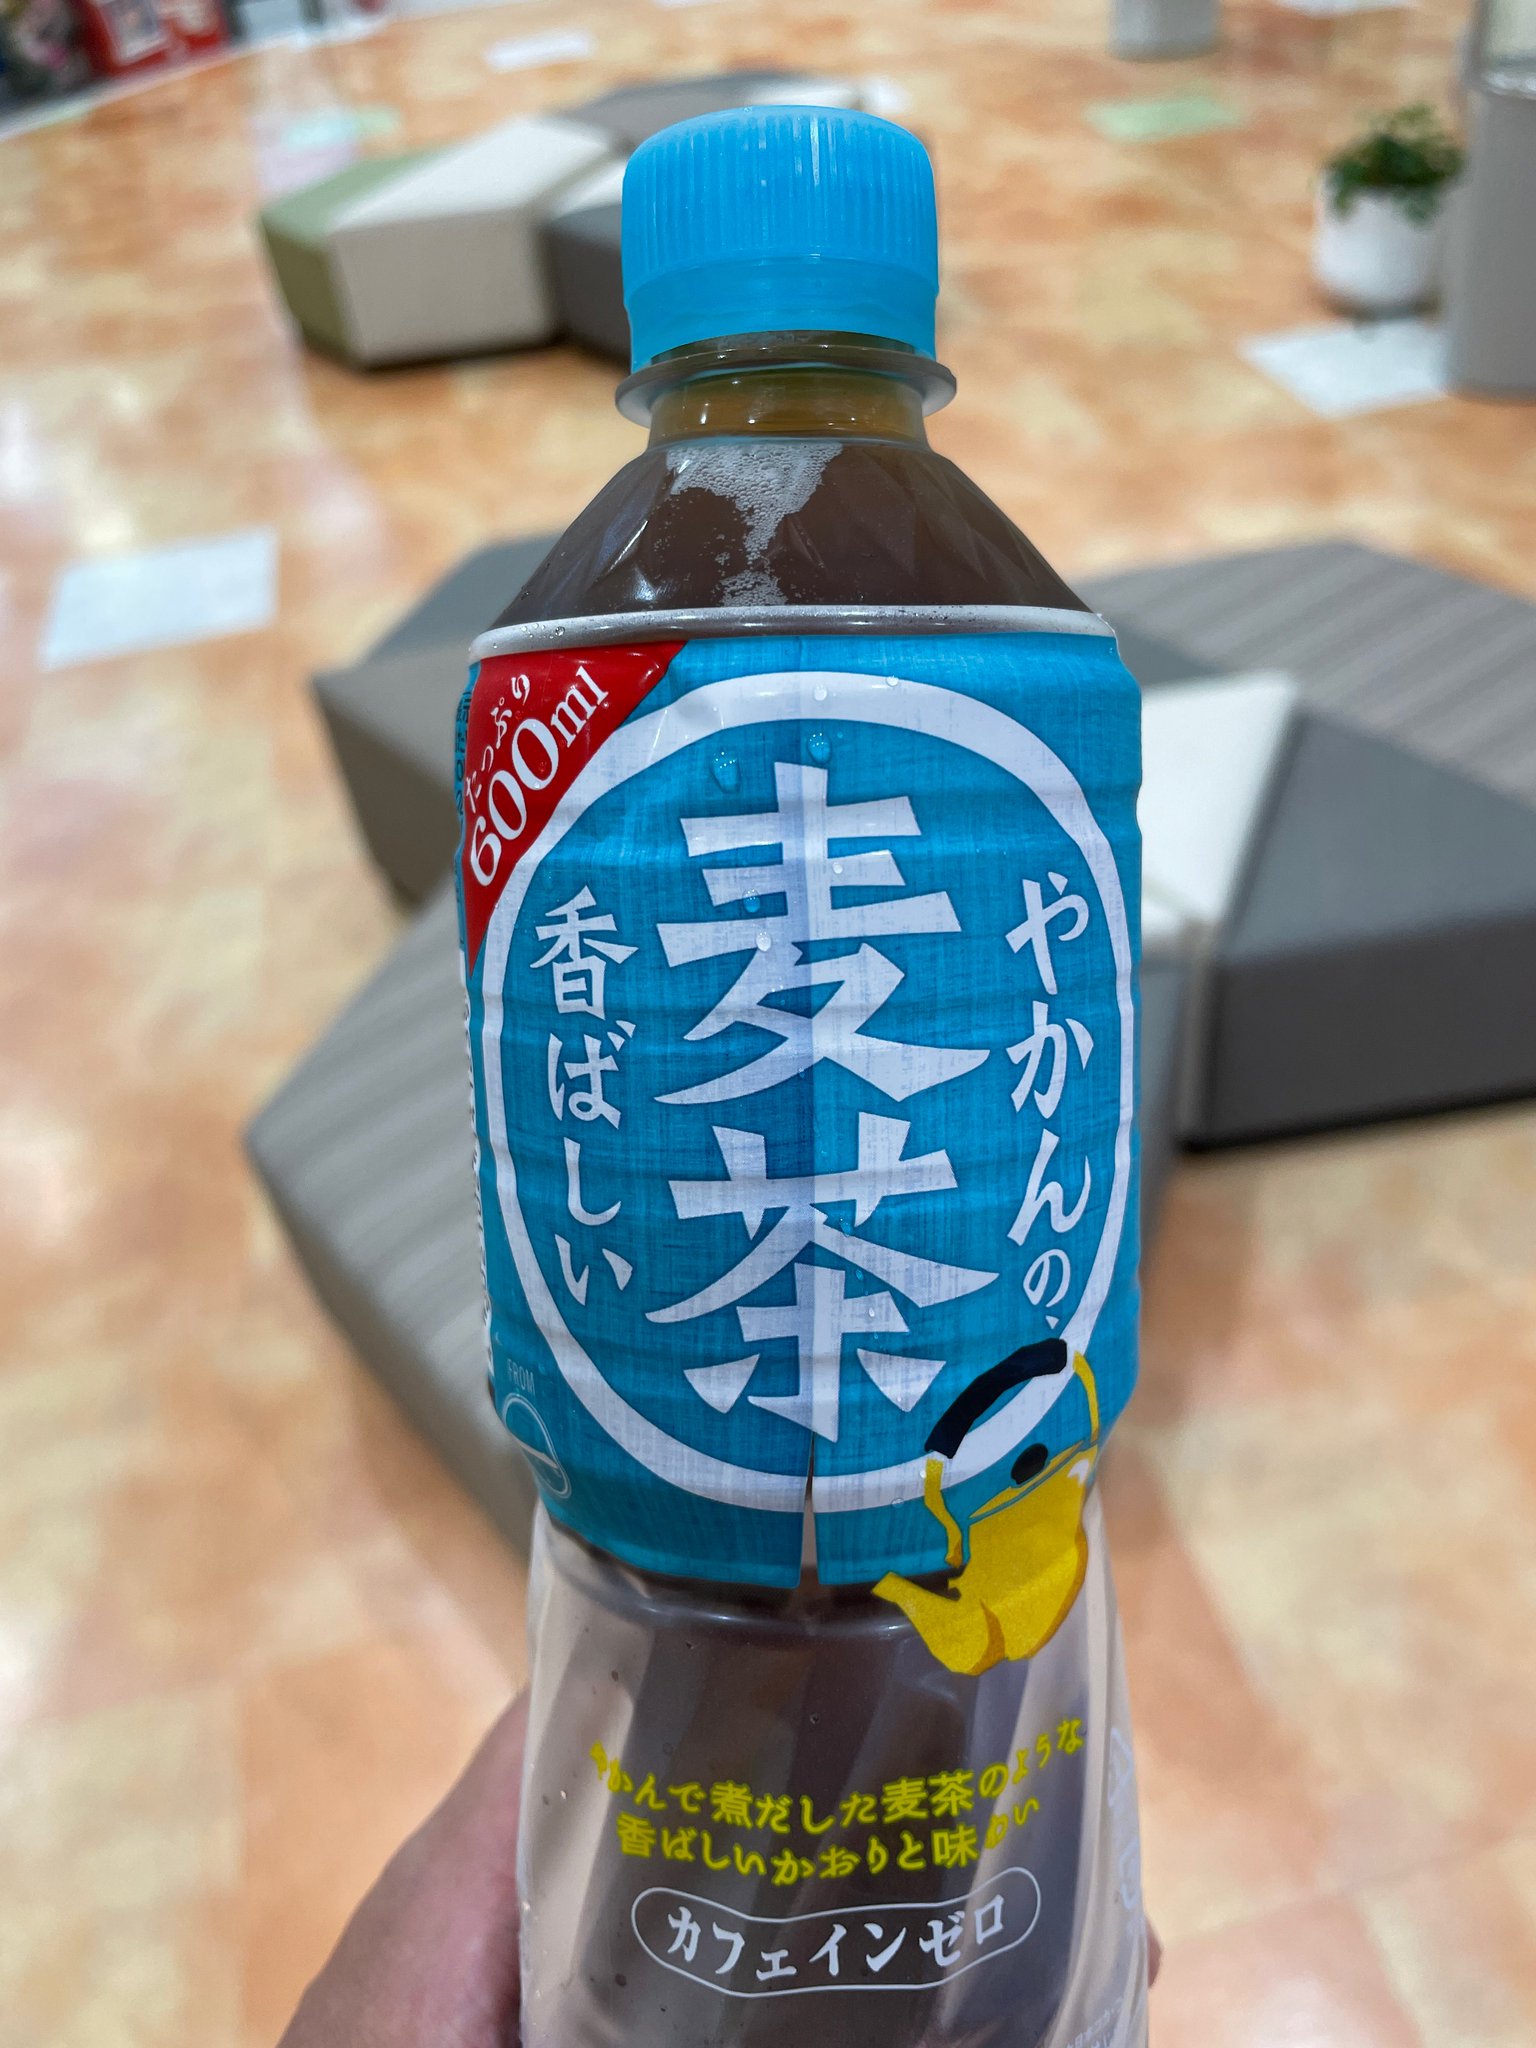 たっぷり
600ml
やかんの
麦茶
香ばしい
FROM
やかんで煮だした麦茶のような
香ばしいかおりと味わい
カフェインゼロ